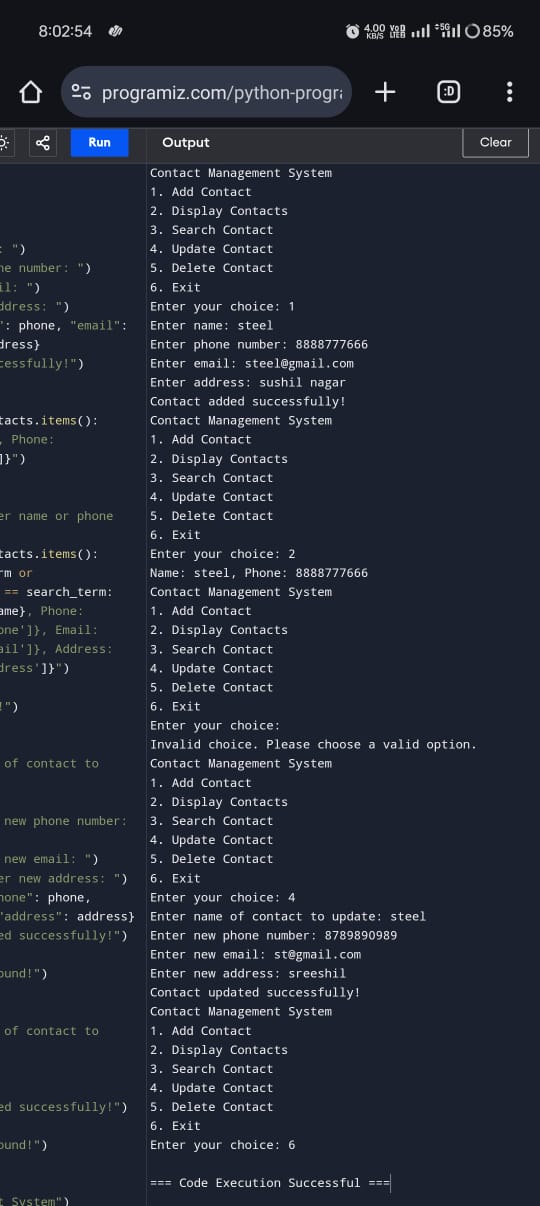 8:02:54
4.00
KB/S
VoD
LTE
5G
85%
programiz.com/python-progra
:D
Run
Output
Clear
Contact Management System
1. Add Contact
2. Display Contacts
3. Search Contact
: ")
4. Update Contact
ne number: ")
5. Delete Contact
il: ")
6. Exit
ddress: ")
Enter your choice: 1
": phone, "email":
Enter name: steel
dress}
Enter phone number: 8888777666
cessfully!")
Enter email: steel@gmail.com
Enter address: sushil nagar
Contact added successfully!
tacts.items():
Contact Management System
, Phone:
1. Add Contact
]}")
2. Display Contacts
3. Search Contact
4. Update Contact
er name or phone
5. Delete Contact
6. Exit
tacts.items():
Enter your choice: 2
rm or
Name: steel, Phone: 8888777666
== search_term:
Contact Management System
ame}, Phone:
1. Add Contact
one']}, Email:
2. Display Contacts
ail']}, Address:
3. Search Contact
dress']}")
4. Update Contact
5. Delete Contact
!")
6. Exit
Enter your choice:
Invalid choice. Please choose a valid option.
of contact to
Contact Management System
1. Add Contact
2. Display Contacts
new phone number:
3. Search Contact
4. Update Contact
new email: ")
5. Delete Contact
er new address: ")
6. Exit
hone": phone,
Enter your choice: 4
"address": address}
Enter name of contact to update: steel
ed successfully!")
Enter new phone number: 8789890989
Enter new email: st@gmail.com
ound!")
Enter new address: sreeshil
Contact updated successfully!
Contact Management System
of contact to
1. Add Contact
2. Display Contacts
3. Search Contact
4. Update Contact
ed successfully!")
5. Delete Contact
6. Exit
ound!")
Enter your choice: 6
=== Code Execution Successful ===
t System")